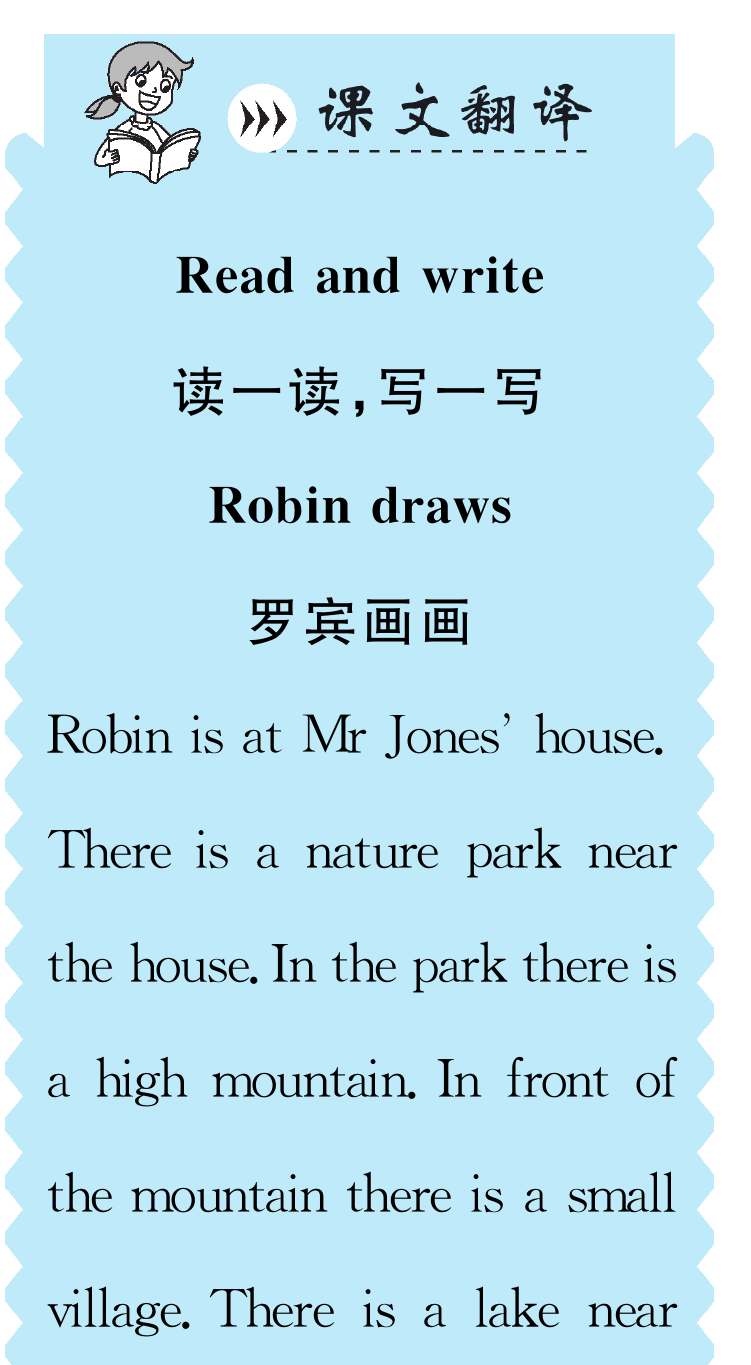 课文翻译
Read and write
读一读,写一写
Robin draws
罗宾画画
Robin is at Mr Jones’ house.
There is a nature park near
the house. In the park there is
a high mountain. In front of
the mountain there is a small
village. There is a lake near